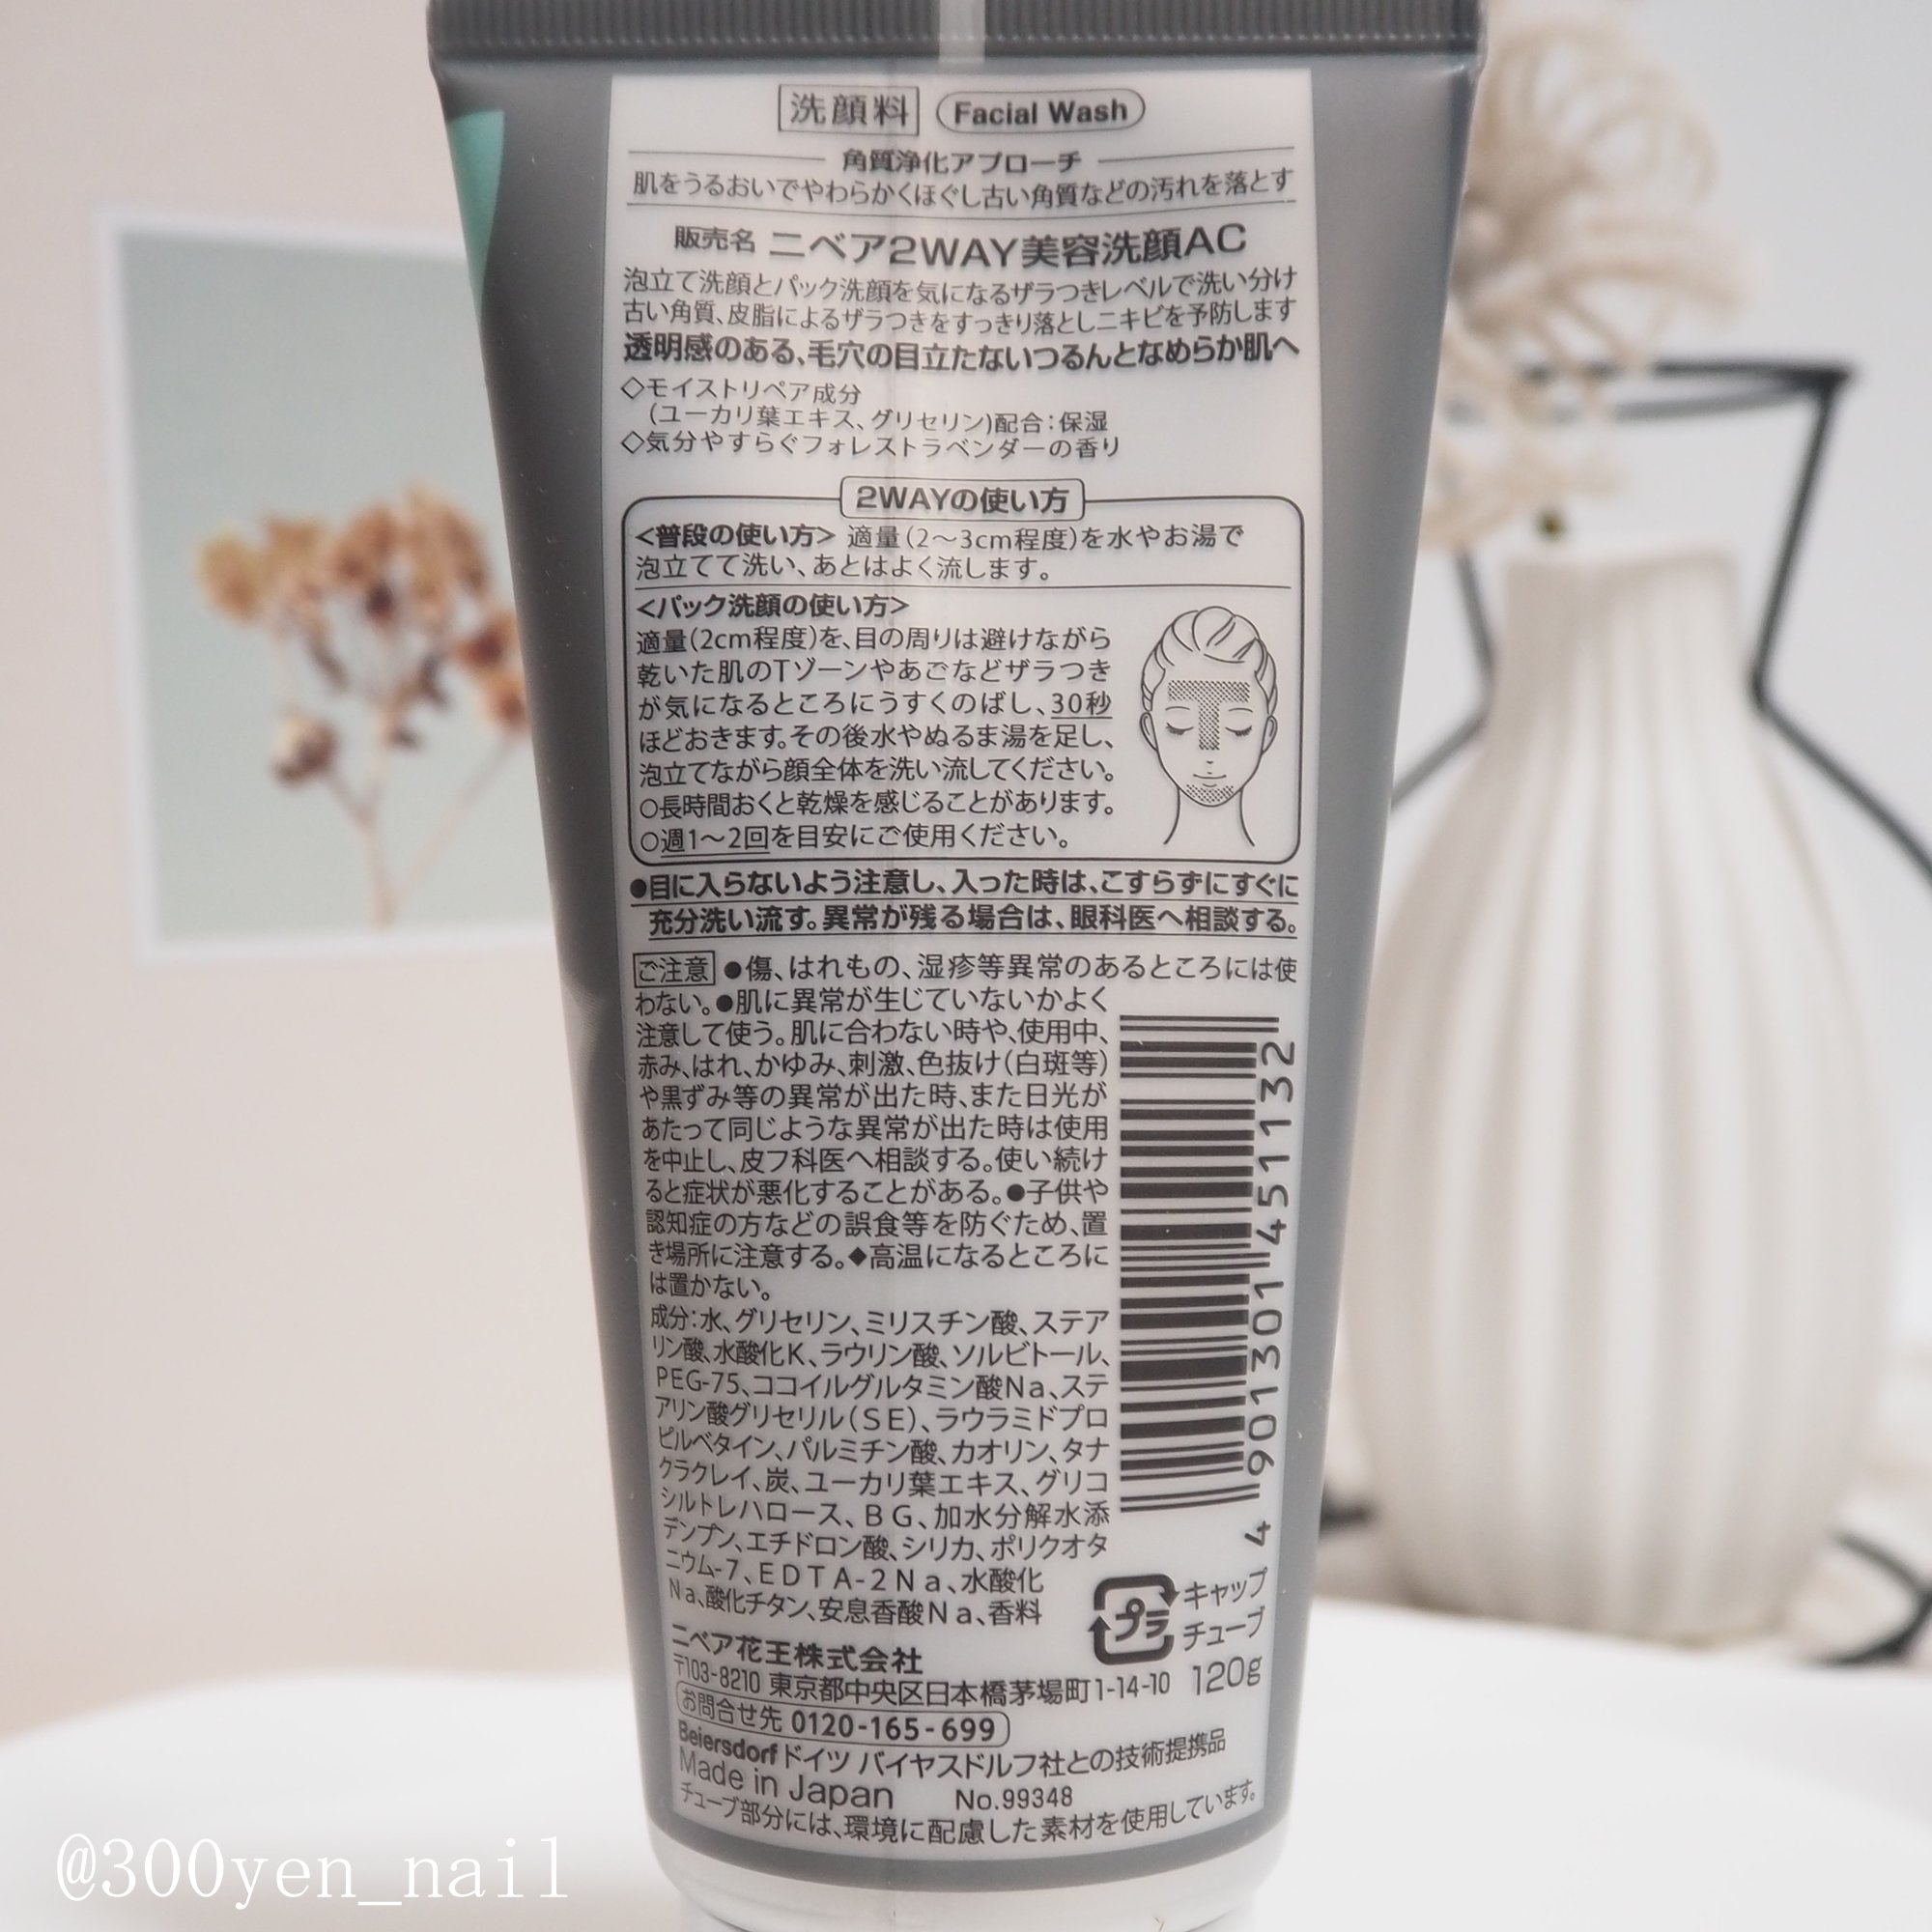 洗顔料 Facial Wash
角質浄化アプローチ
肌をうるおいでやわらかくほぐし古い角質などの汚れを落とす
販売名 ニベア2WAY美容洗顔AC
泡立て洗顔とパック洗顔を気になるザラつきレベルで洗い分け
古い角質、皮脂によるザラつきをすっきり落としニキビを予防します
透明感のある、毛穴の目立たないつるんとなめらか肌へ
◇モイストリペア成分
(ユーカリ葉エキス、グリセリン)配合:保湿
◇気分やすらぐフォレストラベンダーの香り
2WAYの使い方
<普段の使い方> 適量(2〜3cm程度)を水やお湯で
泡立てて洗い、あとはよく流します。
<パック洗顔の使い方>
適量(2cm程度)を、目の周りは避けながら
乾いた肌のTゾーンやあごなどザラつき
が気になるところにうすくのばし、30秒
ほどおきます。その後水やぬるま湯を足し、
泡立てながら顔全体を洗い流してください。
○長時間おくと乾燥を感じることがあります。
○週1〜2回を目安にご使用ください。
●目に入らないよう注意し、入った時は、こすらずにすぐに
充分洗い流す。異常が残る場合は、眼科医へ相談する。
ご注意 ●傷、はれもの、湿疹等異常のあるところには使
わない。●肌に異常が生じていないかよく
注意して使う。肌に合わない時や、使用中、
赤み、はれ、かゆみ、刺激、色抜け(白斑等)
や黒ずみ等の異常が出た時、また日光が
あたって同じような異常が出た時は使用
を中止し、皮フ科医へ相談する。使い続け
ると症状が悪化することがある。●子供や
認知症の方などの誤食等を防ぐため、置
き場所に注意する。◆高温になるところに
は置かない。
成分:水、グリセリン、ミリスチン酸、ステア
リン酸、水酸化K、ラウリン酸、ソルビトール、
PEG-75、ココイルグルタミン酸Na、ステ
アリン酸グリセリル(SE)、ラウラミドプロ
ピルベタイン、パルミチン酸、カオリン、タナ
クラクレイ、炭、ユーカリ葉エキス、グリコ
シルトレハロース、BG、加水分解水添
デンプン、エチドロン酸、シリカ、ポリクオタ
ニウム-7、EDTA-2Na、水酸化
Na、酸化チタン、安息香酸Na、香料
4 901301 451132
プラ キャップ
チューブ
ニベア花王株式会社
〒103-8210 東京都中央区日本橋茅場町1-14-10 120g
お問合せ先 0120-165-699
Beiersdorf ドイツ バイヤスドルフ社との技術提携品
Made in Japan No.99348
チューブ部分には、環境に配慮した素材を使用しています。
@300yen_nail